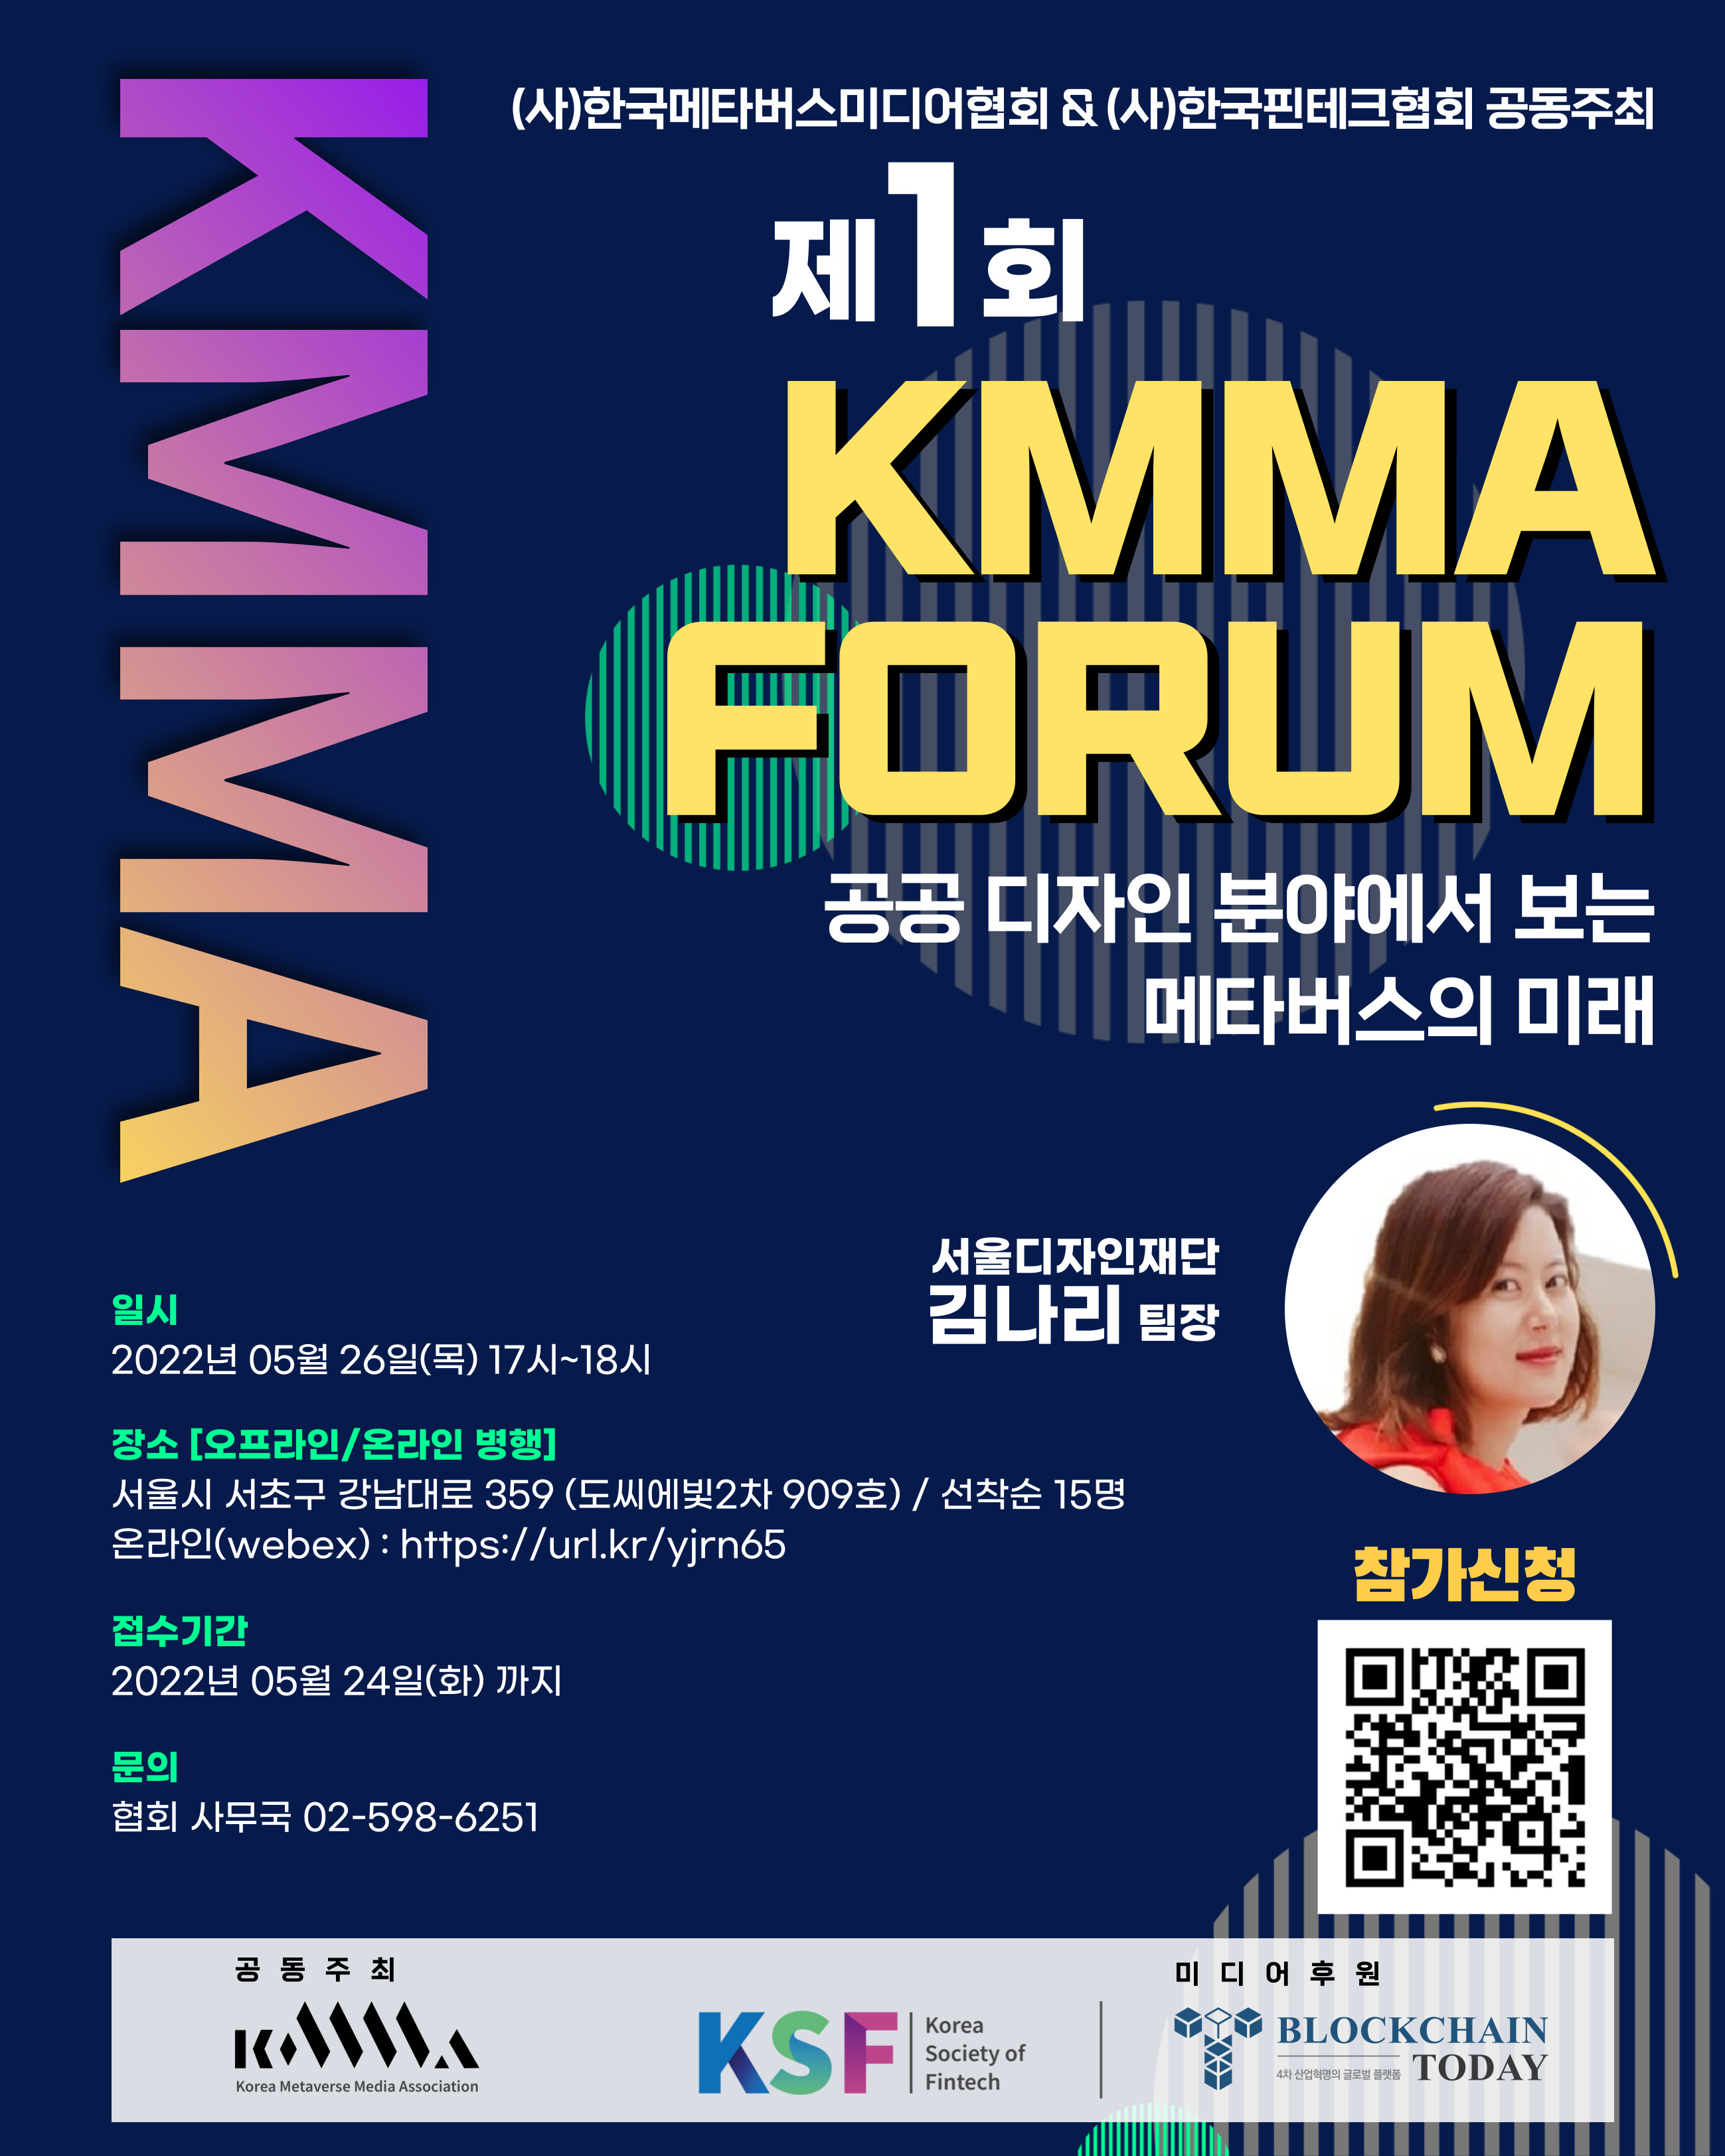 KMMA
(사)한국메타버스미디어협회 & (사)한국핀테크협회 공동주최
제1회
KMMA
FORUM
공공 디자인 분야에서 보는
메타버스의 미래
서울디자인재단
김나리 팀장
일시
2022년 05월 26일(목) 17시~18시
장소 [오프라인/온라인 병행]
서울시 서초구 강남대로 359 (도씨에빛2차 909호) / 선착순 15명
온라인(webex) : https://url.kr/yjrn65
접수기간
2022년 05월 24일(화) 까지
문의
협회 사무국 02-598-6251
참가신청
공동주최
KMMA
Korea Metaverse Media Association
KSF
Korea
Society of
Fintech
미디어후원
BLOCKCHAIN
4차 산업혁명의 글로벌 플랫폼 TODAY